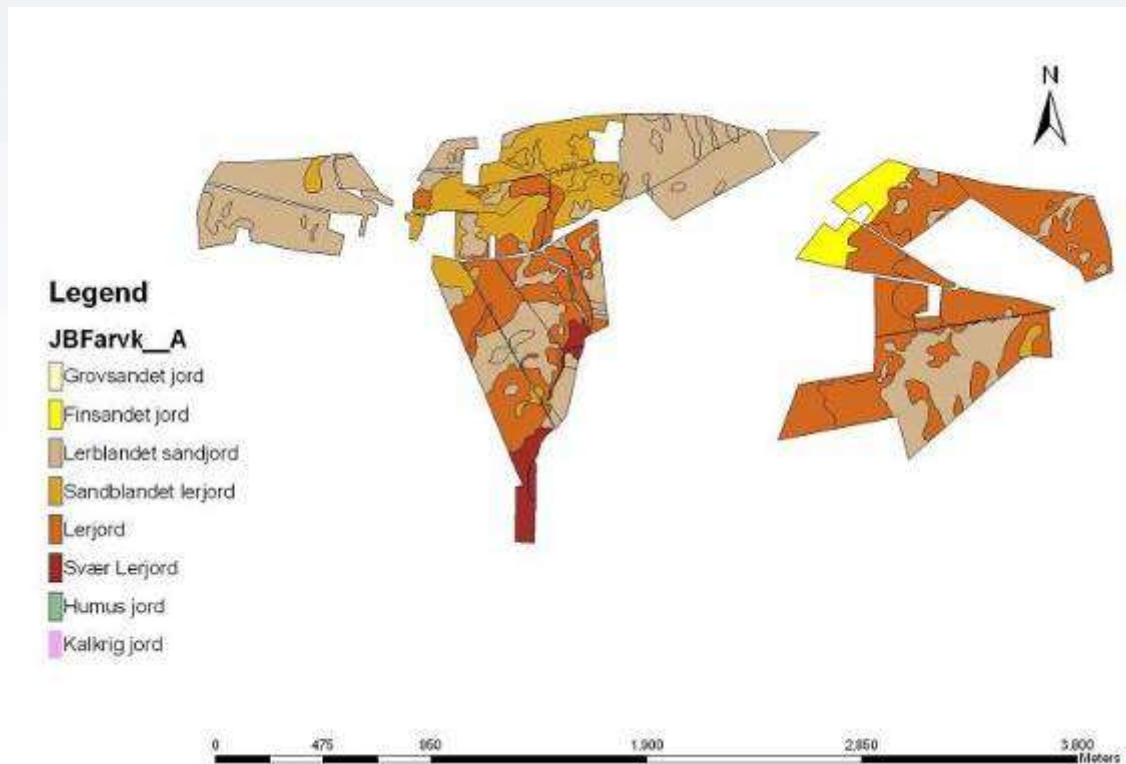 N
Legend
JBFarvk__A
Grovsandet jord
Finsandet jord
Lerblandet sandjord
Sandblandet lerjord
Lerjord
Svær Lerjord
Humus jord
Kalkrig jord
0 475 950 1,900 2,850 3,800
Meters